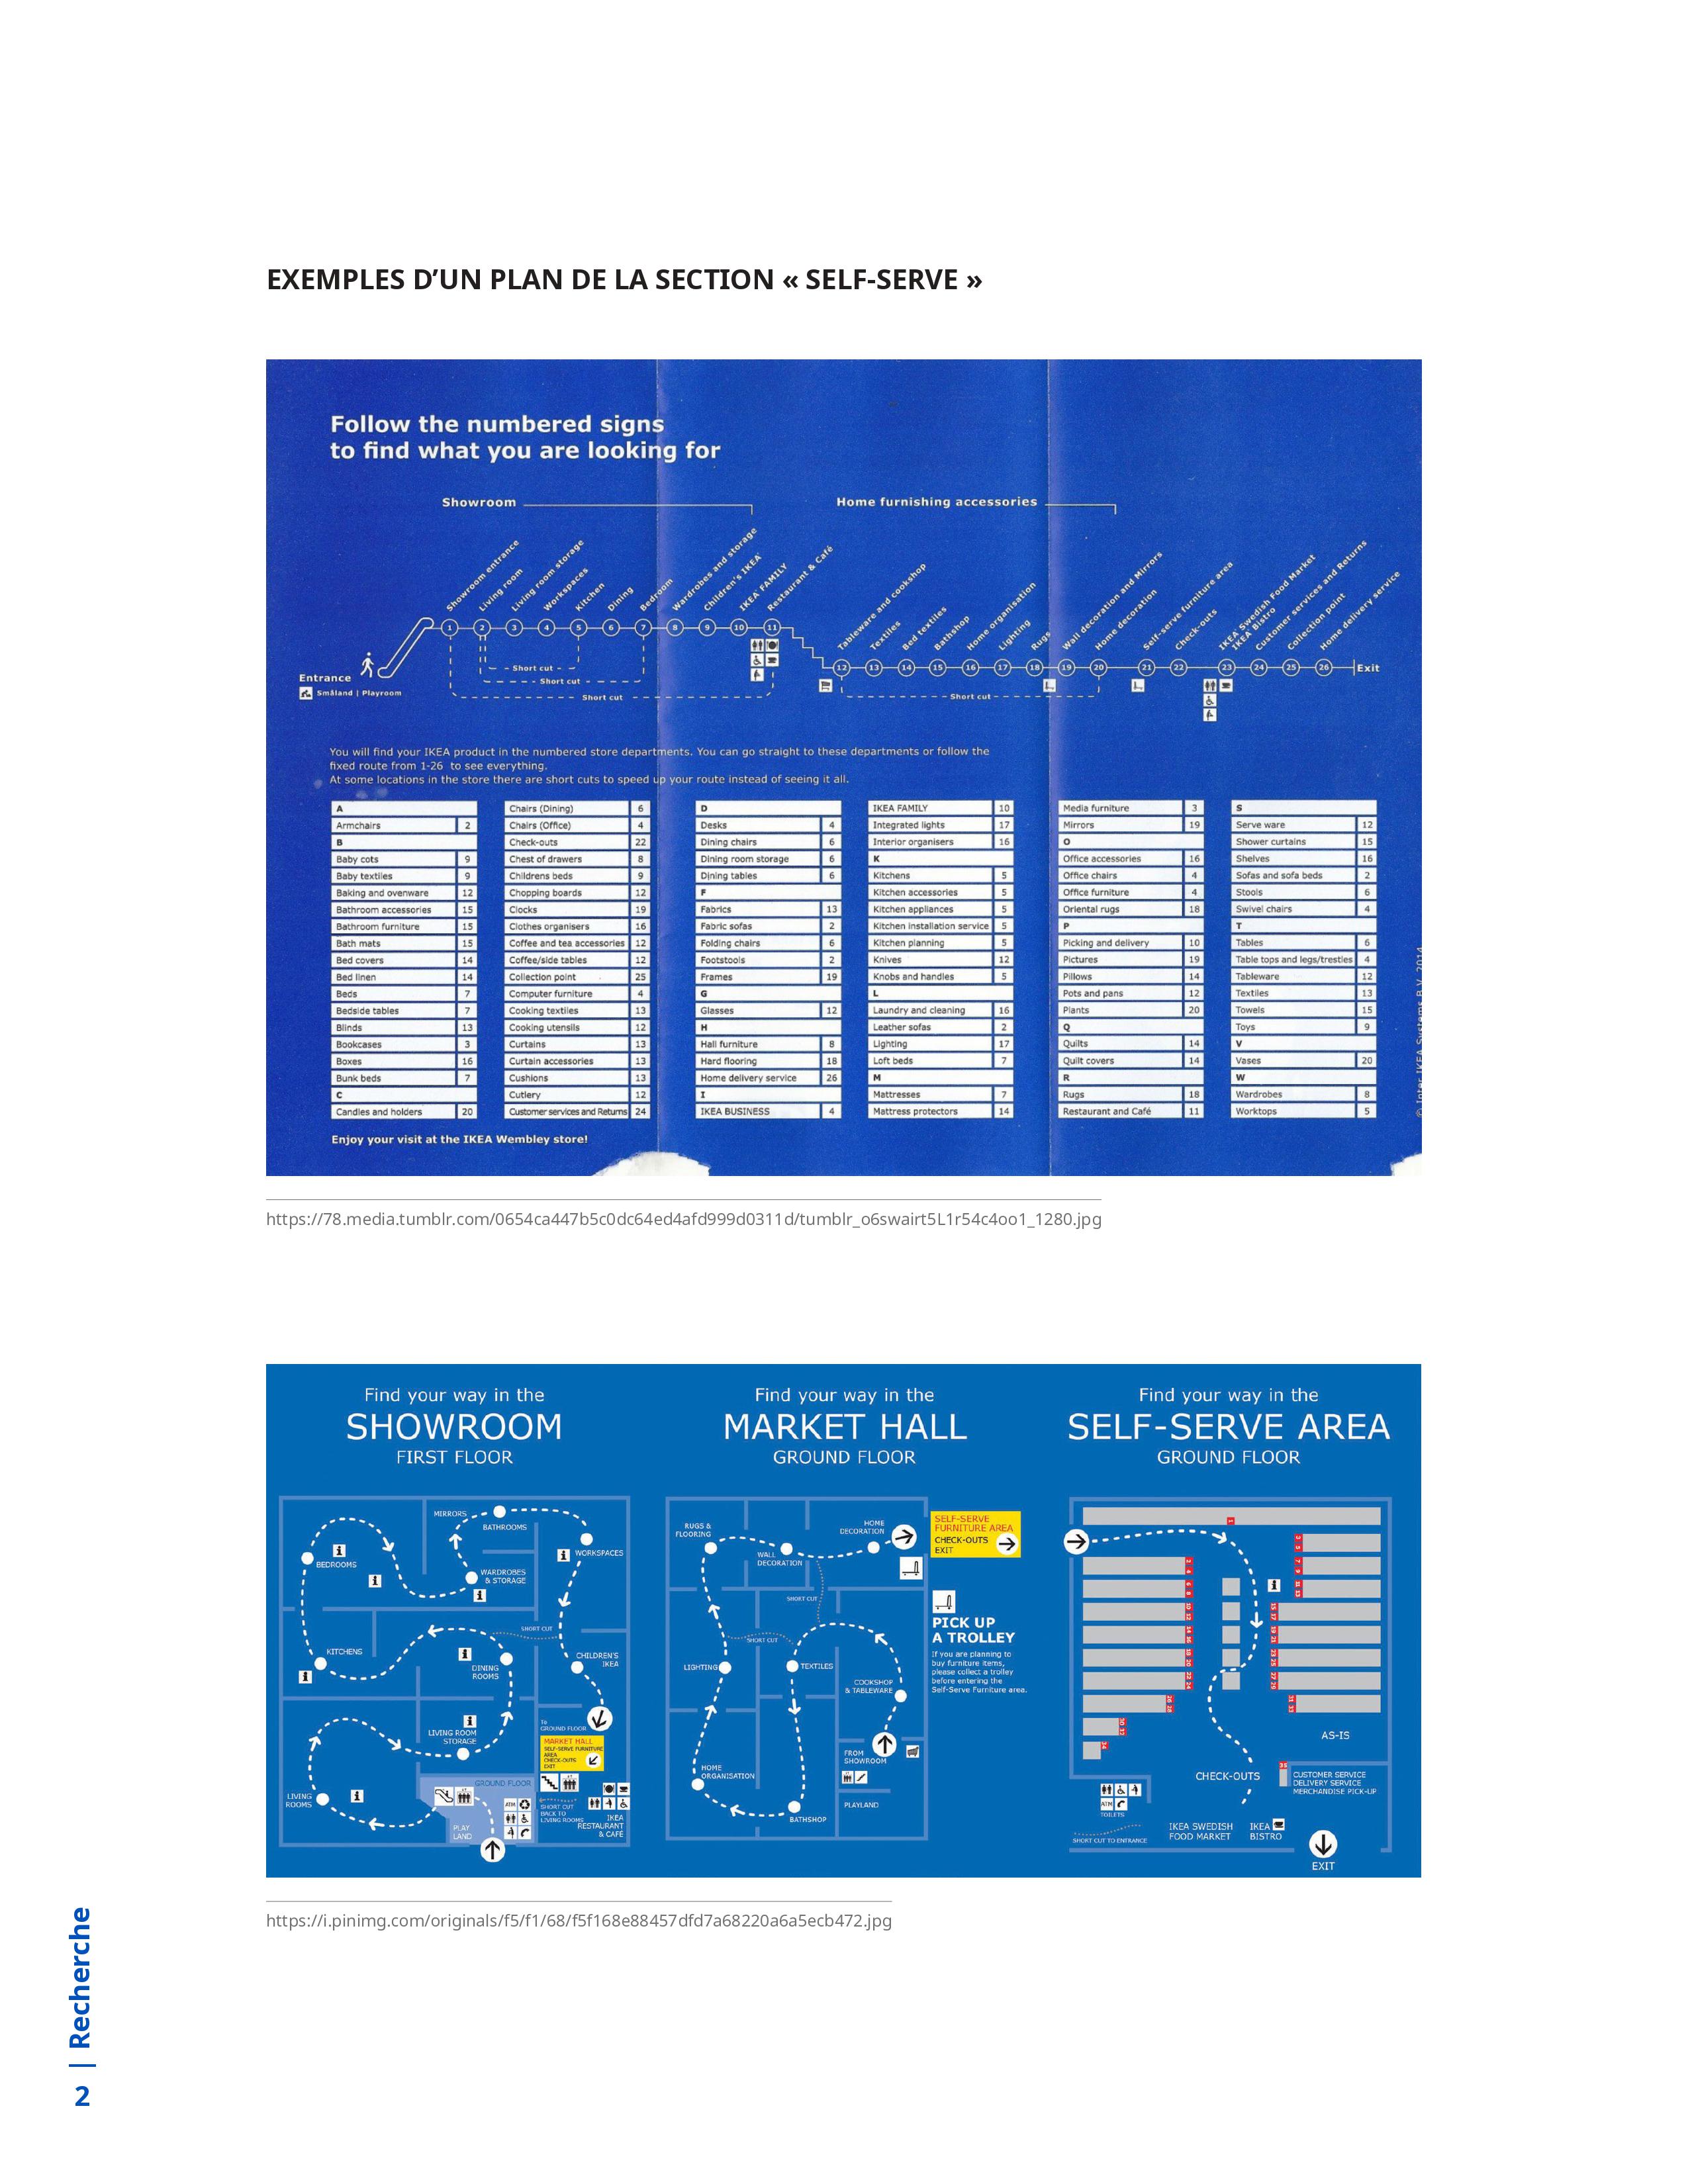 EXEMPLES D’UN PLAN DE LA SECTION « SELF-SERVE »
Follow the numbered signs
to find what you are looking for
Showroom
Home furnishing accessories
Showroom entrance
Living room
Living room storage
Workspaces
Kitchen
Dining
Bedroom
Wardrobes and storage
Children's IKEA
IKEA FAMILY
Restaurant & Café
Tableware and cookshop
Textiles
Bed textiles
Bathshop
Home organisation
Lighting
Rugs
Wall decoration and Mirrors
Home decoration
Self-serve furniture area
Check-outs
IKEA Swedish Food Market
IKEA Bistro
Customer services and Returns
Collection point
Home delivery service
1 2 3 4 5 6 7 8 9 10 11
12 13 14 15 16 17 18 19 20 21 22 23 24 25 26 Exit
Short cut
Short cut
Short cut
Short cut
Entrance
Småland | Playroom
You will find your IKEA product in the numbered store departments. You can go straight to these departments or follow the
fixed route from 1-26 to see everything.
At some locations in the store there are short cuts to speed up your route instead of seeing it all.
A
Armchairs 2
B
Baby cots 9
Baby textiles 9
Baking and ovenware 12
Bathroom accessories 15
Bathroom furniture 15
Bath mats 15
Bed covers 14
Bed linen 14
Beds 7
Bedside tables 7
Blinds 13
Bookcases 3
Boxes 16
Bunk beds 7
C
Candles and holders 20
Chairs (Dining) 6
Chairs (Office) 4
Check-outs 22
Chest of drawers 8
Childrens beds 9
Chopping boards 12
Clocks 19
Clothes organisers 16
Coffee and tea accessories 12
Coffee/side tables 12
Collection point 25
Computer furniture 4
Cooking textiles 13
Cooking utensils 12
Curtains 13
Curtain accessories 13
Cushions 13
Cutlery 12
Customer services and Returns 24
D
Desks 4
Dining chairs 6
Dining room storage 6
Dining tables 6
F
Fabrics 13
Fabric sofas 2
Folding chairs 6
Footstools 2
Frames 19
G
Glasses 12
H
Hall furniture 8
Hard flooring 18
Home delivery service 26
I
IKEA BUSINESS 4
IKEA FAMILY 10
Integrated lights 17
Interior organisers 16
K
Kitchens 5
Kitchen accessories 5
Kitchen appliances 5
Kitchen installation service 5
Kitchen planning 5
Knives 12
Knobs and handles 5
L
Laundry and cleaning 16
Leather sofas 2
Lighting 17
Loft beds 7
M
Mattresses 7
Mattress protectors 14
Media furniture 3
Mirrors 19
O
Office accessories 16
Office chairs 4
Office furniture 4
Oriental rugs 18
P
Picking and delivery 10
Pictures 19
Pillows 14
Pots and pans 12
Plants 20
Q
Quilts 14
Quilt covers 14
R
Rugs 18
Restaurant and Café 11
S
Serve ware 12
Shower curtains 15
Shelves 16
Sofas and sofa beds 2
Stools 6
Swivel chairs 4
T
Tables 6
Table tops and legs/trestles 4
Tableware 12
Textiles 13
Towels 15
Toys 9
V
Vases 20
W
Wardrobes 8
Worktops 5
© Inter IKEA Systems B.V. 2014
Enjoy your visit at the IKEA Wembley store!
https://78.media.tumblr.com/0654ca447b5c0dc64ed4afd999d0311d/tumblr_o6swairt5L1r54c4oo1_1280.jpg
Find your way in the
SHOWROOM
FIRST FLOOR
MIRRORS
BATHROOMS
WORKSPACES
BEDROOMS
WARDROBES
& STORAGE
SHORT CUT
KITCHENS
DINING
ROOMS
CHILDREN'S
IKEA
LIVING ROOM
STORAGE
TO
GROUND FLOOR
MARKET HALL
SELF-SERVE FURNITURE
AREA
CHECK-OUTS
EXIT
GROUND FLOOR
LIVING
ROOMS
PLAY
LAND
ATM
SHORT CUT
BACK TO
LIVING ROOMS
IKEA
RESTAURANT
& CAFÉ
Find your way in the
MARKET HALL
GROUND FLOOR
RUGS &
FLOORING
WALL
DECORATION
HOME
DECORATION
SELF-SERVE
FURNITURE AREA
CHECK-OUTS
EXIT
SHORT CUT
SHORT CUT
PICK UP
A TROLLEY
If you are planning to
buy furniture items,
please collect a trolley
before entering the
Self-Serve Furniture area.
LIGHTING
TEXTILES
COOKSHOP
& TABLEWARE
FROM
SHOWROOM
HOME
ORGANISATION
PLAYLAND
BATHSHOP
Find your way in the
SELF-SERVE AREA
GROUND FLOOR
AS-IS
CHECK-OUTS
CUSTOMER SERVICE
DELIVERY SERVICE
MERCHANDISE PICK-UP
ATM
TOILETS
SHORT CUT TO ENTRANCE
IKEA SWEDISH
FOOD MARKET
IKEA
BISTRO
EXIT
https://i.pinimg.com/originals/f5/f1/68/f5f168e88457dfd7a68220a6a5ecb472.jpg
2 | Recherche